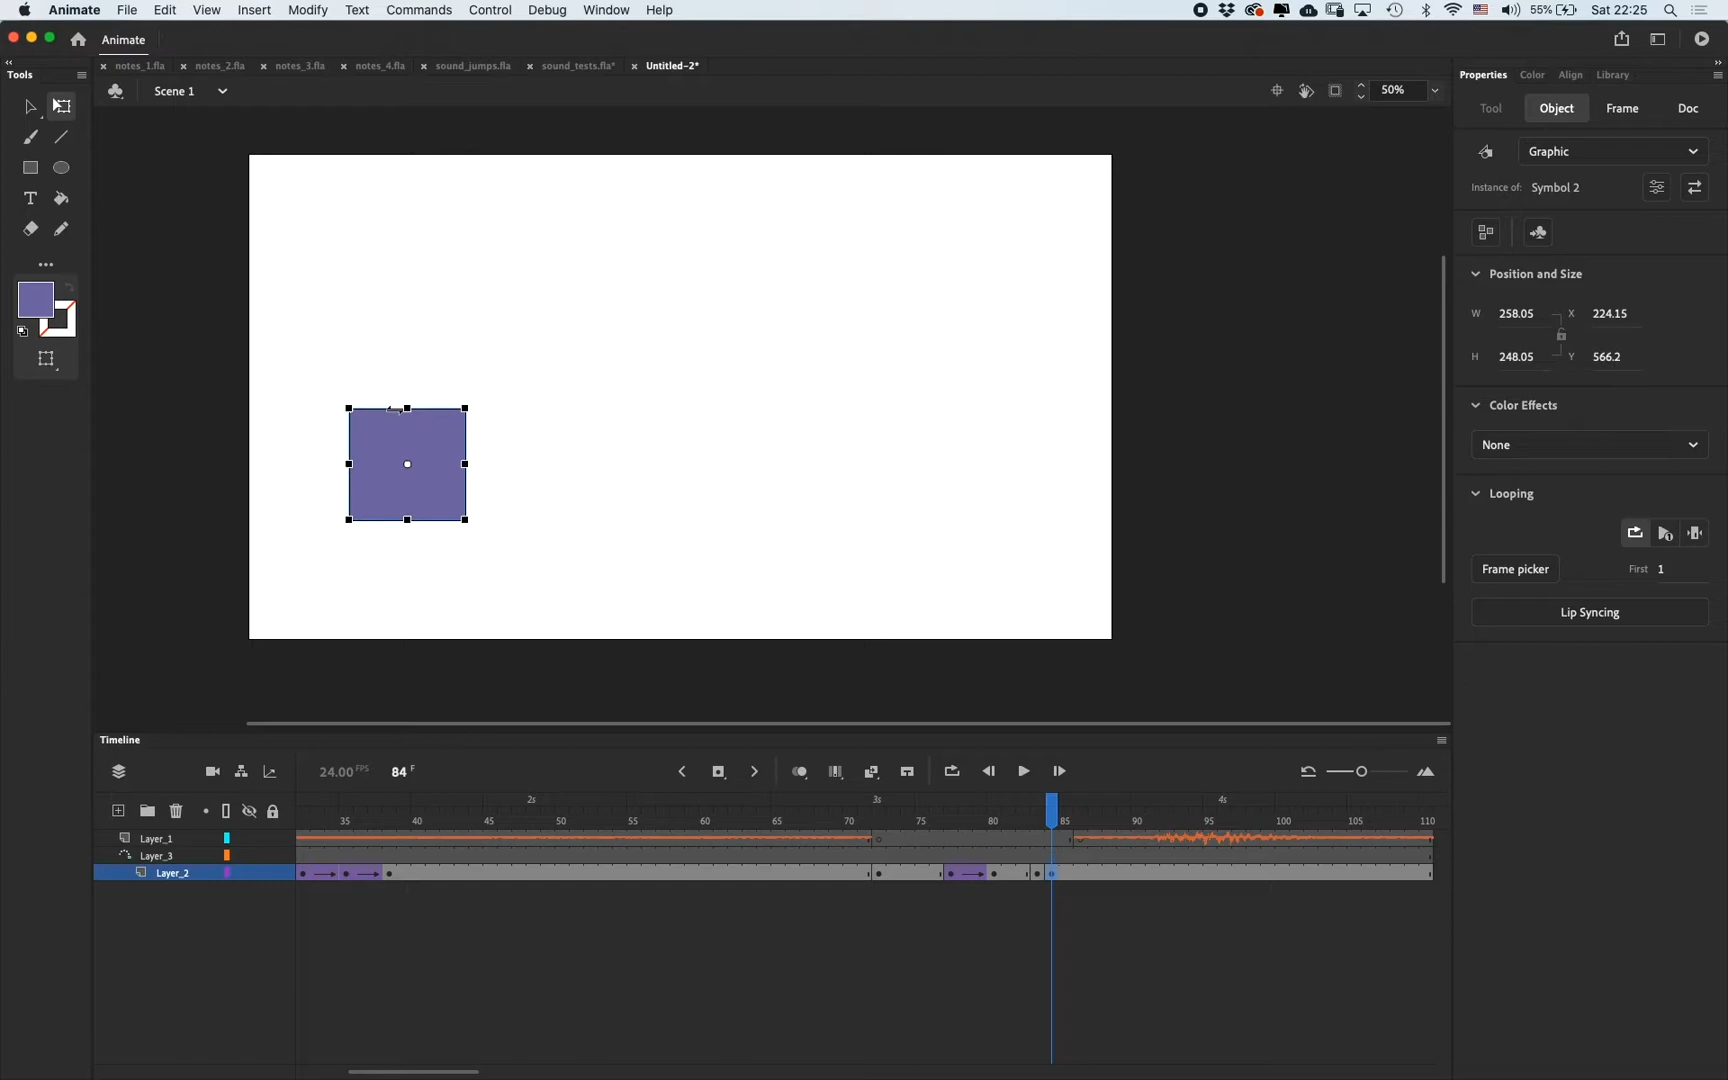 Animate File Edit View Insert Modify Text Commands Control Debug Window Help 55% Sat 22:25
Animate
Tools
notes_1.fla notes_2.fla notes_3.fla notes_4.fla sound_jumps.fla sound_tests.fla* Untitled-2*
Properties Color Align Library
Scene 1 50%
Tool Object Frame Doc
Graphic
Instance of: Symbol 2
Position and Size
W 258.05 X 224.15
H 248.05 Y 566.2
Color Effects
None
Looping
Frame picker First 1
Lip Syncing
Timeline
24.00 FPS 84 F
2s 3s 4s
35 40 45 50 55 60 65 70 75 80 85 90 95 100 105 110
Layer_1
Layer_3
Layer_2